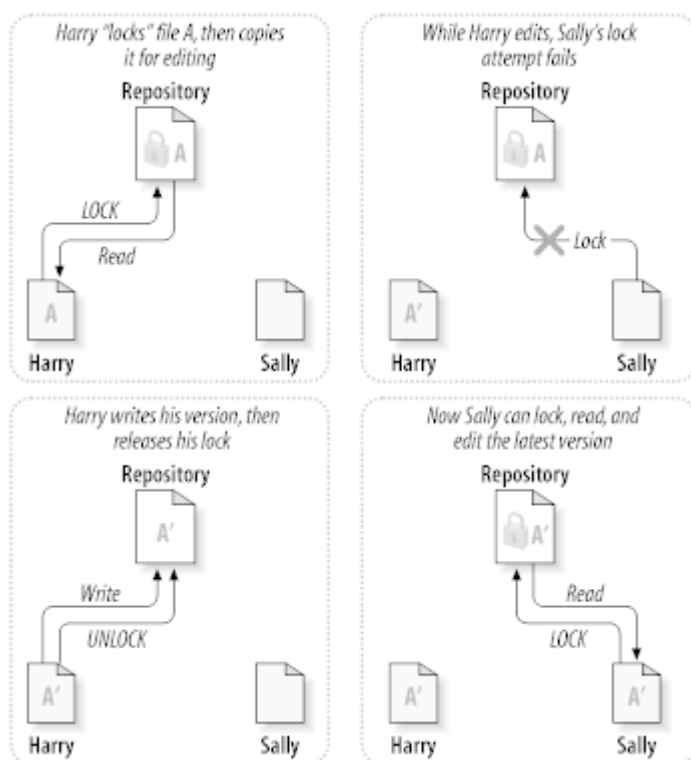 Harry "locks" file A, then copies
it for editing
Repository
A
LOCK
Read
A
Harry
Sally
While Harry edits, Sally's lock
attempt fails
Repository
A
Lock
A′
Harry
Sally
Harry writes his version, then
releases his lock
Repository
A′
Write
UNLOCK
A′
Harry
Sally
Now Sally can lock, read, and
edit the latest version
Repository
A′
Read
LOCK
A′
A′
Harry
Sally